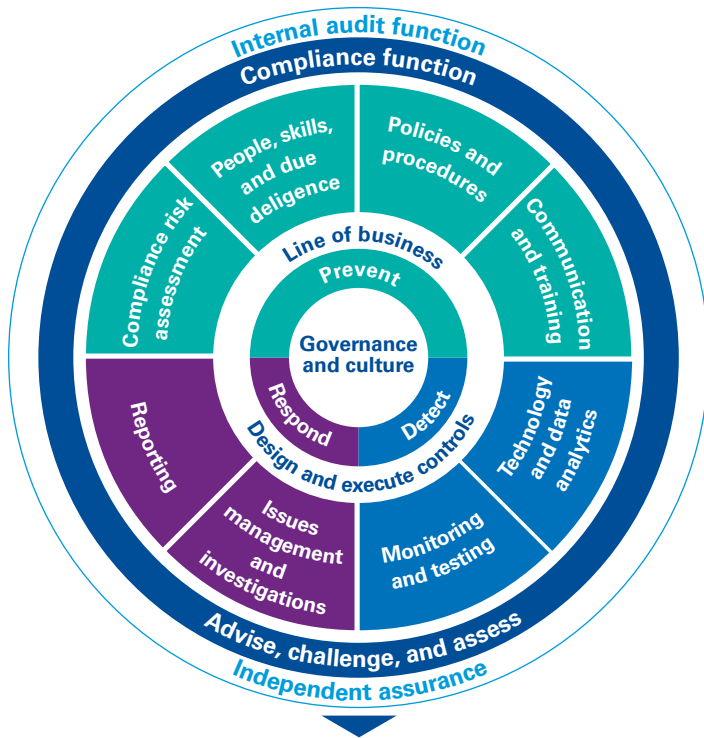 Internal audit function
Compliance function
People, skills,
and due
deligence
Policies and
procedures
Compliance risk
assessment
Communication
and training
Line of business
Prevent
Governance
and culture
Respond
Detect
Design and execute controls
Reporting
Technology
and data
analytics
Issues
management
and
investigations
Monitoring
and testing
Advise, challenge, and assess
Independent assurance